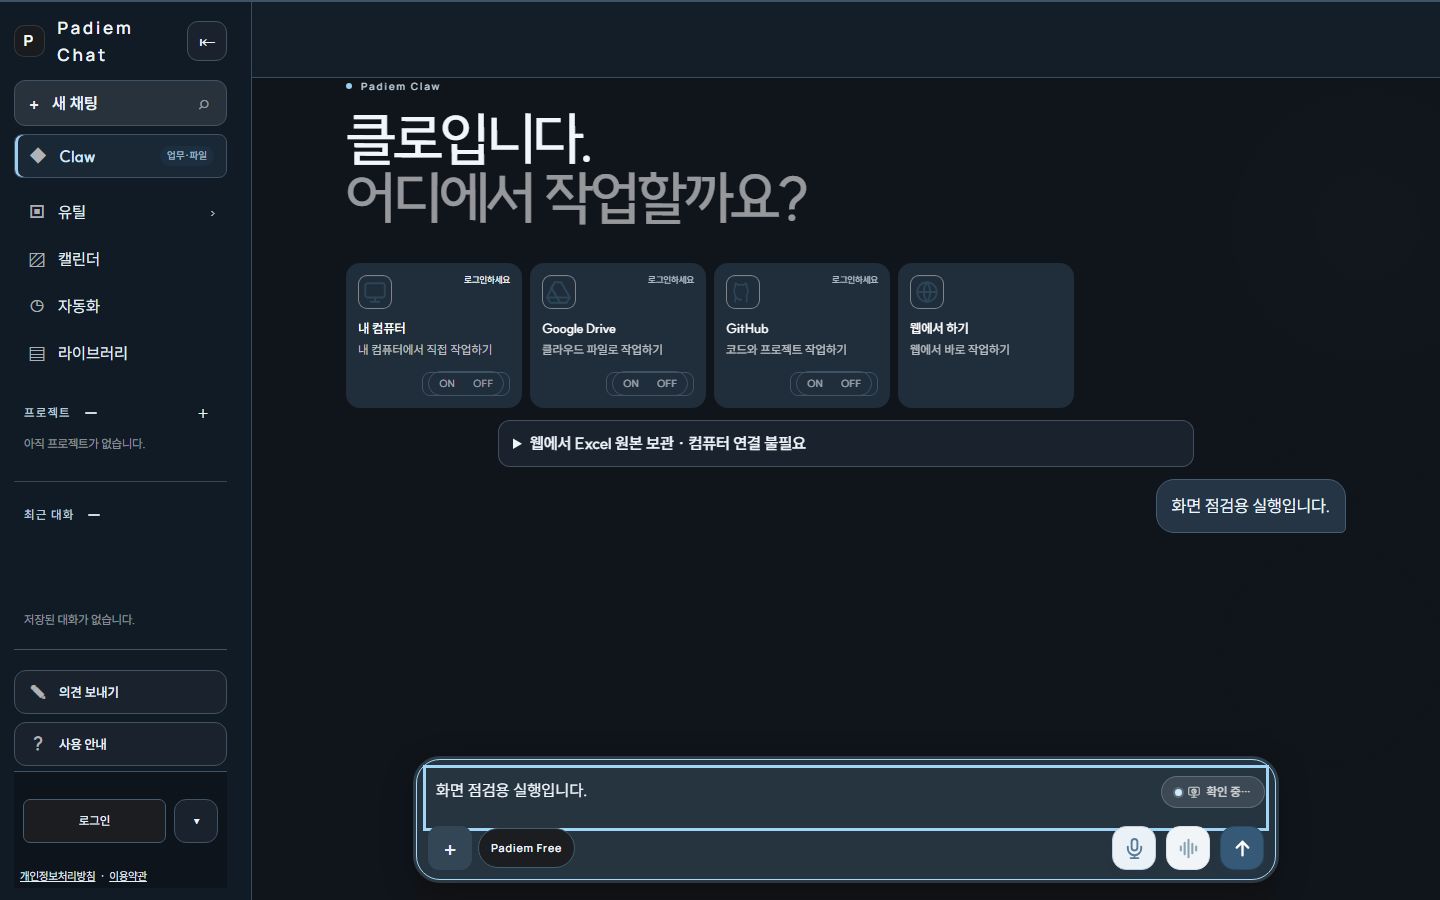 P
Padiem
Chat
+ 새 채팅
Claw 업무·파일
유틸
캘린더
자동화
라이브러리
프로젝트
아직 프로젝트가 없습니다.
최근 대화
저장된 대화가 없습니다.
의견 보내기
? 사용 안내
로그인
개인정보처리방침 · 이용약관
Padiem Claw
클로입니다.
어디에서 작업할까요?
로그인하세요
내 컴퓨터
내 컴퓨터에서 직접 작업하기
ON OFF
로그인하세요
Google Drive
클라우드 파일로 작업하기
ON OFF
로그인하세요
GitHub
코드와 프로젝트 작업하기
ON OFF
웹에서 하기
웹에서 바로 작업하기
웹에서 Excel 원본 보관 · 컴퓨터 연결 불필요
화면 점검용 실행입니다.
화면 점검용 실행입니다.
확인 중···
+ Padiem Free